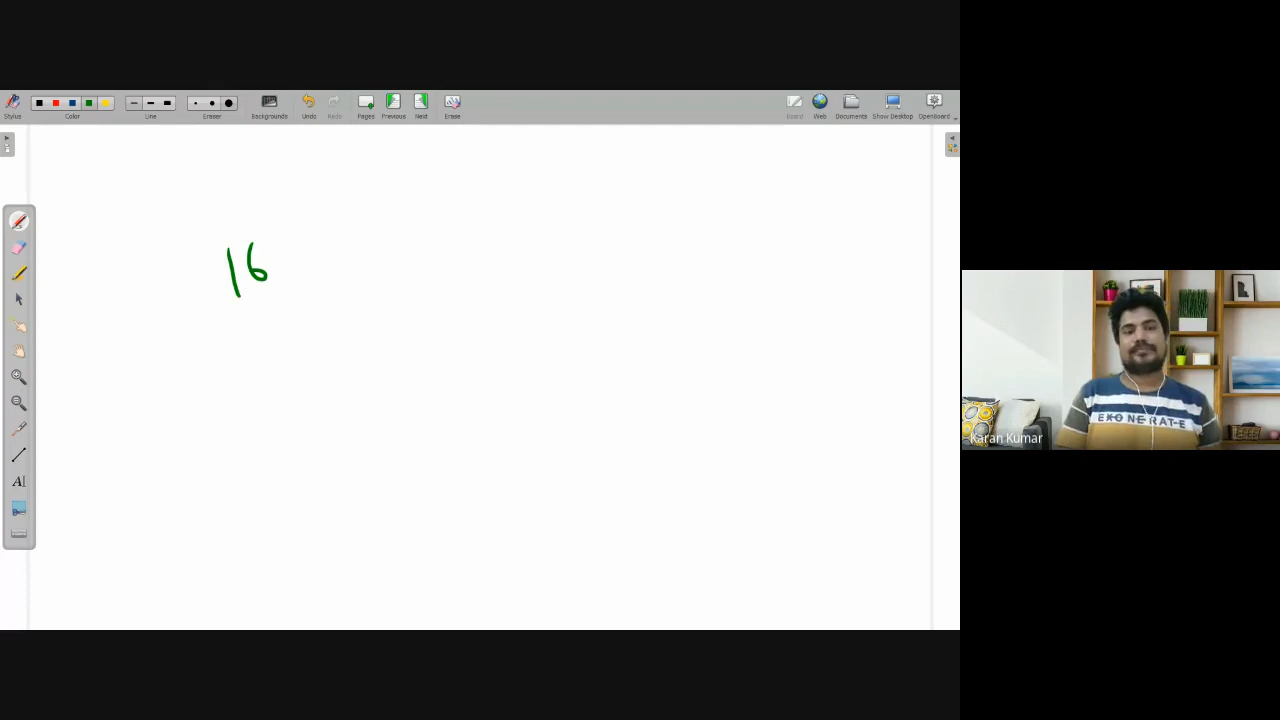 Stylus Color Line Eraser Backgrounds Undo Redo Pages Previous Next Erase Board Web Documents Show Desktop OpenBoard
16
EXONERATE
Karan Kumar